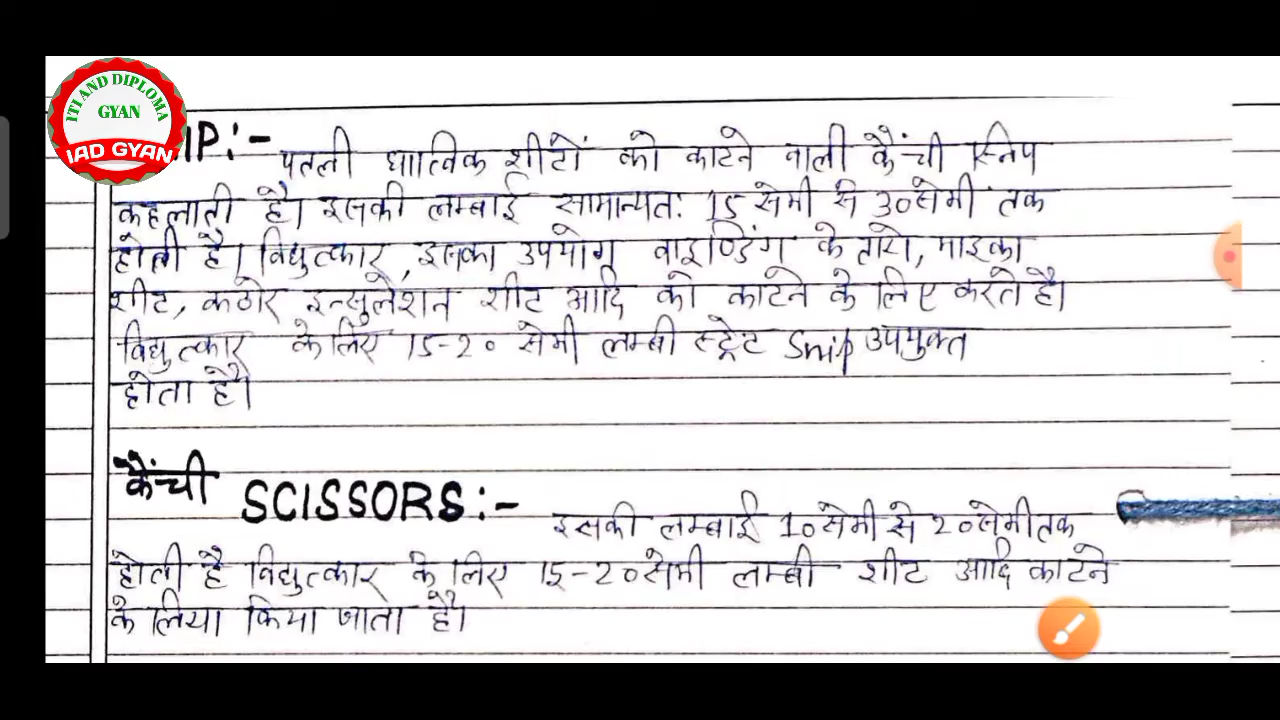 ITI AND DIPLOMA
GYAN
IAD GYAN
IP:-
पतली धात्विक शीटों को काटने वाली कैंची स्निप
कहलाती है। इसकी लम्बाई सामान्यत: 15 सेमी से 30 सेमी तक
होती है। विद्युत्कार, इसका उपयोग वाइण्डिंग के तारो, माइका
शीट, कठोर इन्सुलेशन शीट आदि को काटने के लिए करते है।
विद्युत्कार के लिए 15-20 सेमी लम्बी स्ट्रेट Snip उपयुक्त
होता है।
कैंची SCISSORS:-
इसकी लम्बाई 10 सेमी से 20 सेमी तक
होती है विद्युत्कार के लिए 15-20 सेमी लम्बी शीट आदि काटने
के लिया किया जाता है।